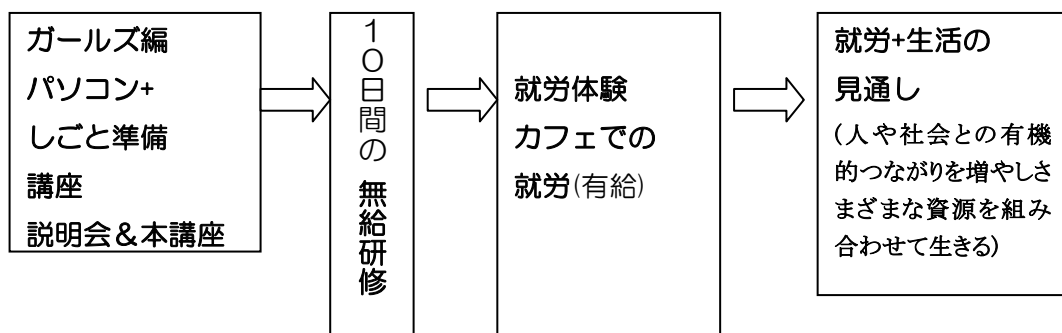 ガールズ編
パソコン+
しごと準備
講座
説明会&本講座
10日間の 無給研修
就労体験
カフェでの
就労(有給)
就労+生活の
見通し
(人や社会との有機
的つながりを増やしさ
まざまな資源を組み
合わせて生きる)